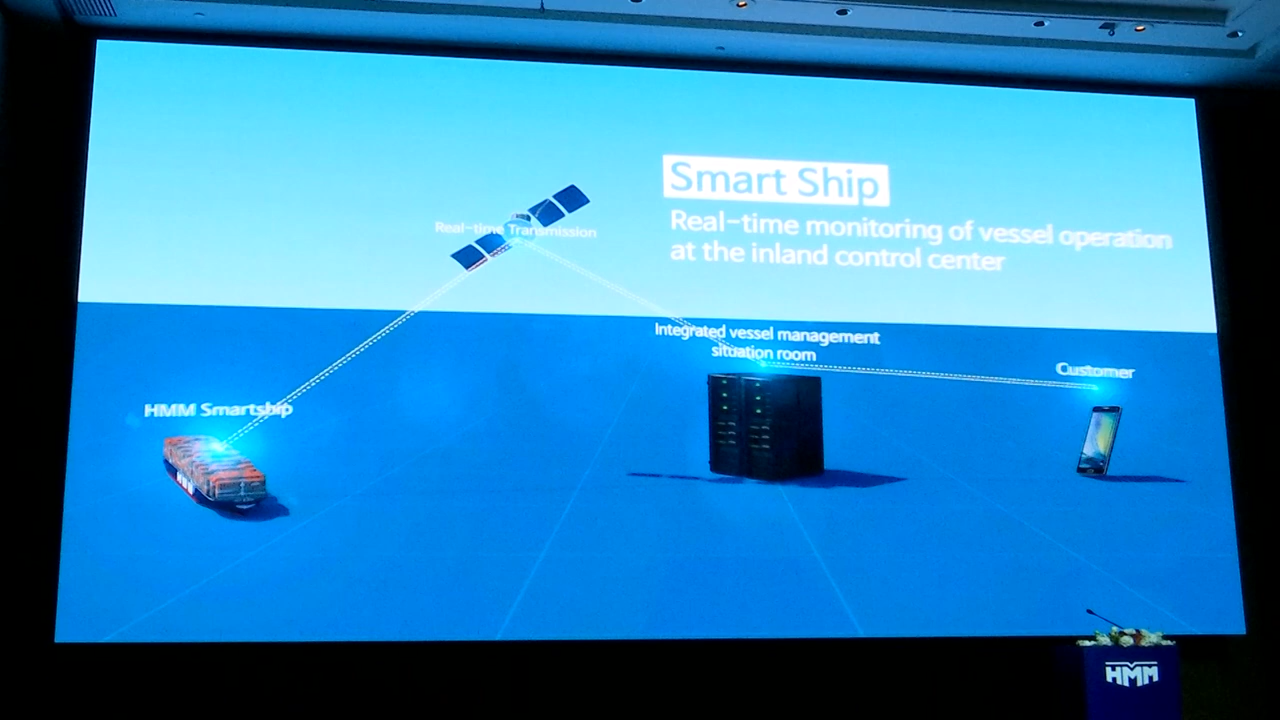 Smart Ship
Real-time monitoring of vessel operation
at the inland control center
Real-time Transmission
Integrated vessel management
situation room
Customer
HMM Smartship
HMM